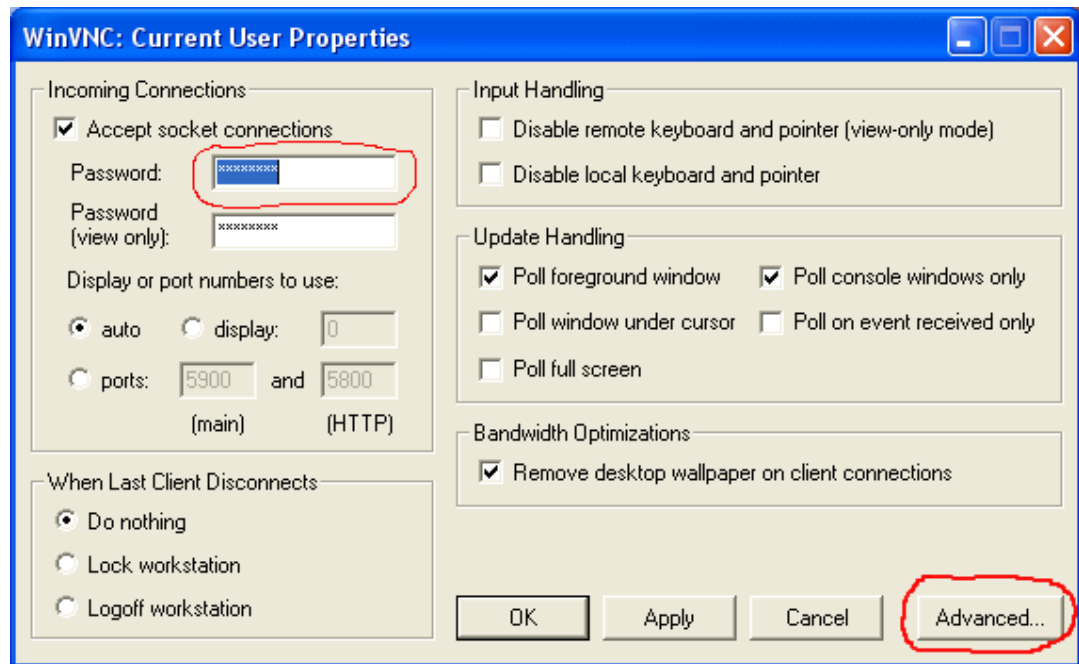 WinVNC: Current User Properties
Incoming Connections
Accept socket connections
Password: ********
Password
(view only): ********
Display or port numbers to use:
auto display: 0
ports: 5900 and 5800
(main) (HTTP)
When Last Client Disconnects
Do nothing
Lock workstation
Logoff workstation
Input Handling
Disable remote keyboard and pointer (view-only mode)
Disable local keyboard and pointer
Update Handling
Poll foreground window Poll console windows only
Poll window under cursor Poll on event received only
Poll full screen
Bandwidth Optimizations
Remove desktop wallpaper on client connections
OK Apply Cancel Advanced...